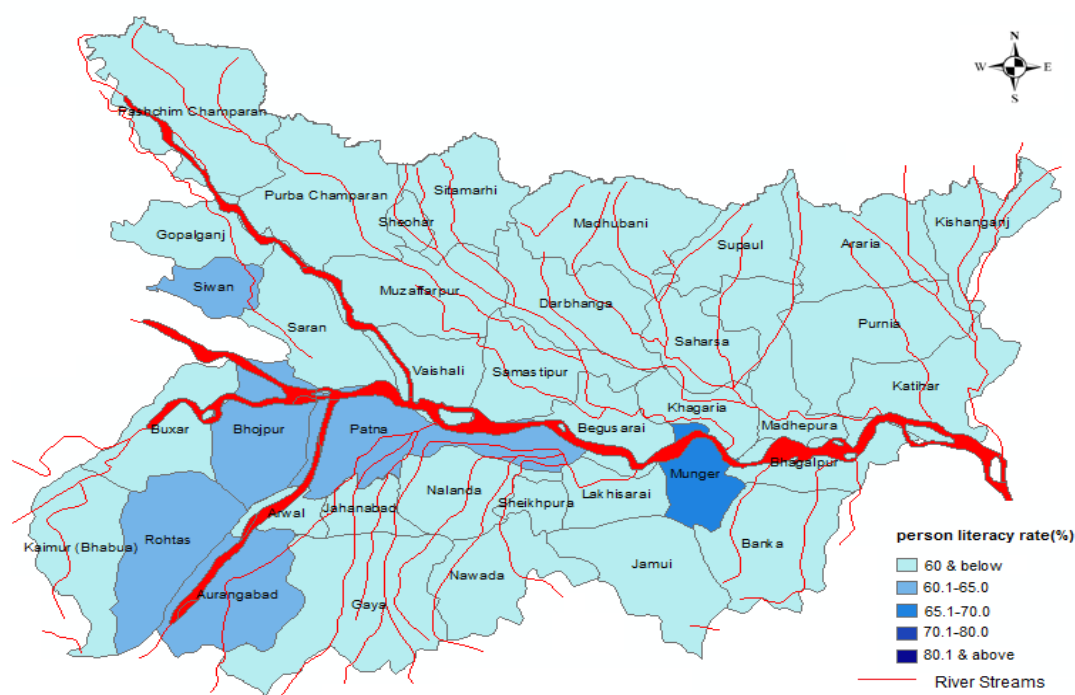 N
W E
S
Pashchim Champaran
Purba Champaran
Sitamarhi
Sheohar
Madhubani
Kishanganj
Gopalganj
Supaul
Araria
Siwan
Muzaffarpur
Darbhanga
Saran
Saharsa
Purnia
Vaishali
Samastipur
Katihar
Khagaria
Buxar
Bhojpur
Patna
Begusarai
Madhepura
Munger
Bhagalpur
Nalanda
Lakhisarai
Sheikhpura
Arwal
Jahanabad
Rohtas
Kaimur (Bhabua)
Banka
Jamui
Nawada
Aurangabad
Gaya
person literacy rate(%)
60 & below
60.1-65.0
65.1-70.0
70.1-80.0
80.1 & above
River Streams